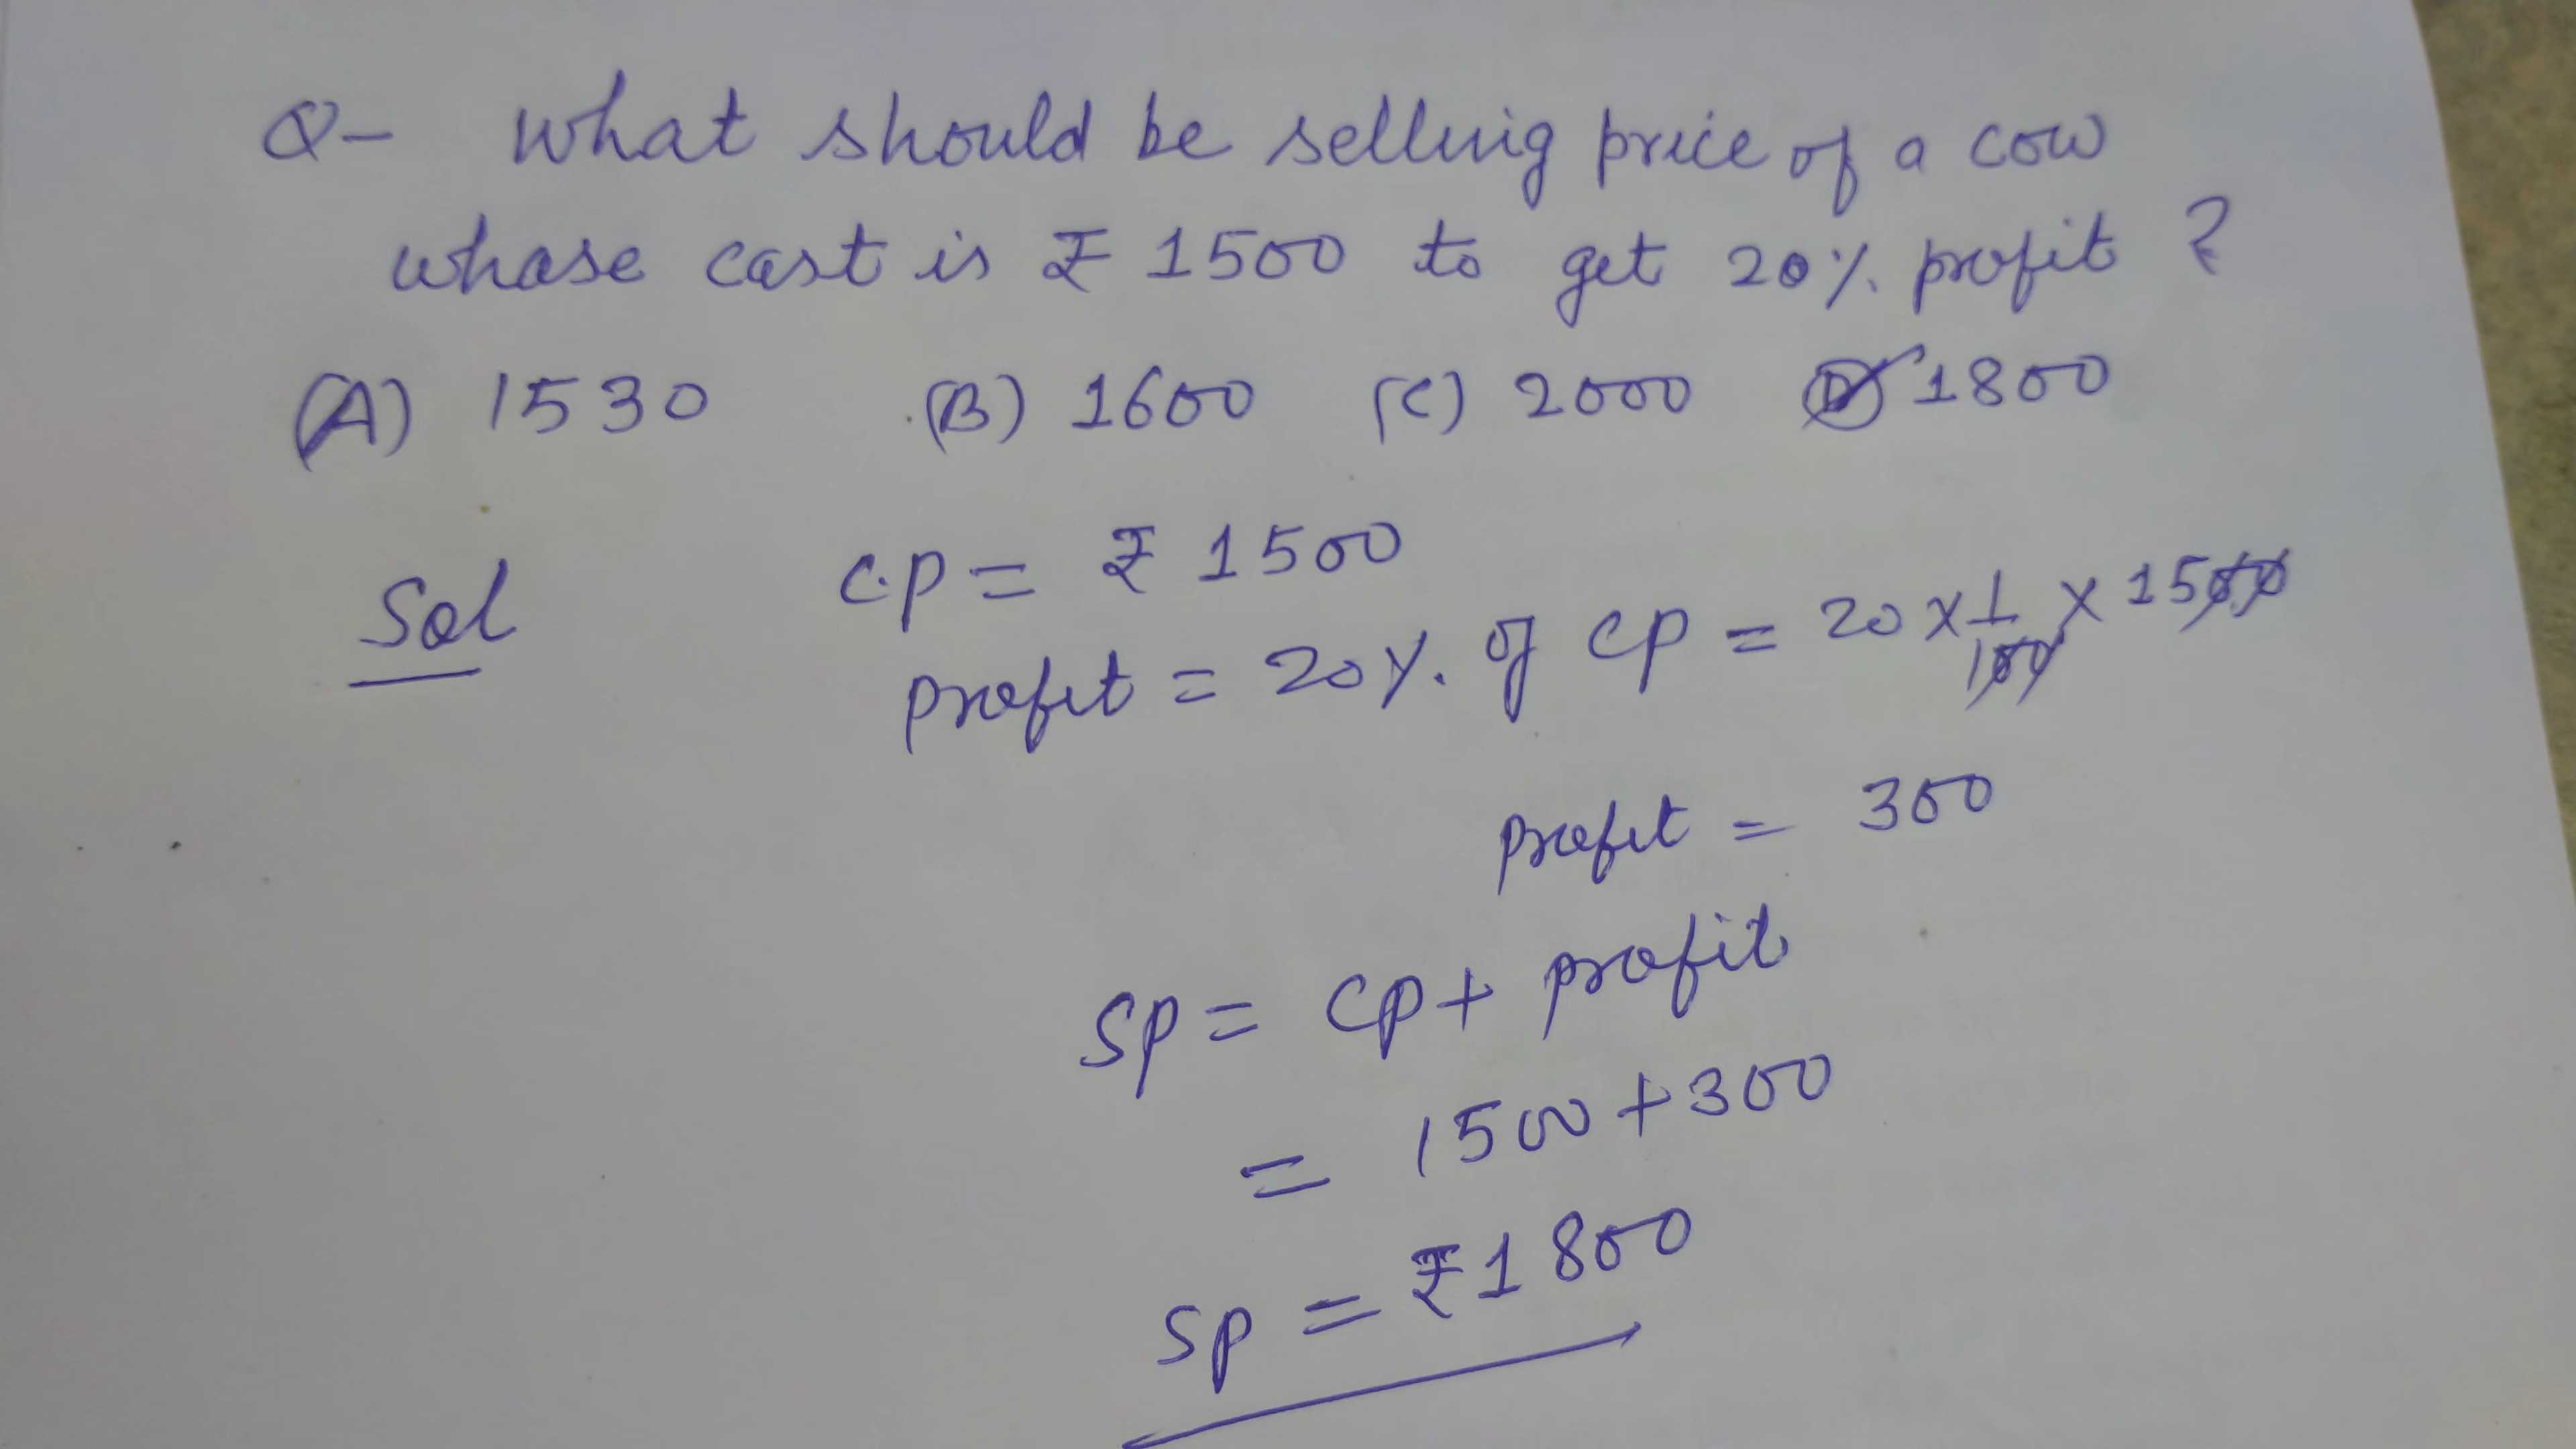 Q- What should be selling price of a cow
whose cost is ₹ 1500 to get 20% profit ?
(A) 1530 (B) 1600 (C) 2000 (D) 1800
Sol
C.P = ₹ 1500
profit = 20% of CP = 20 × 1/100 × 1500
profit = 300
SP = CP + profit
= 1500 + 300
SP = ₹1800